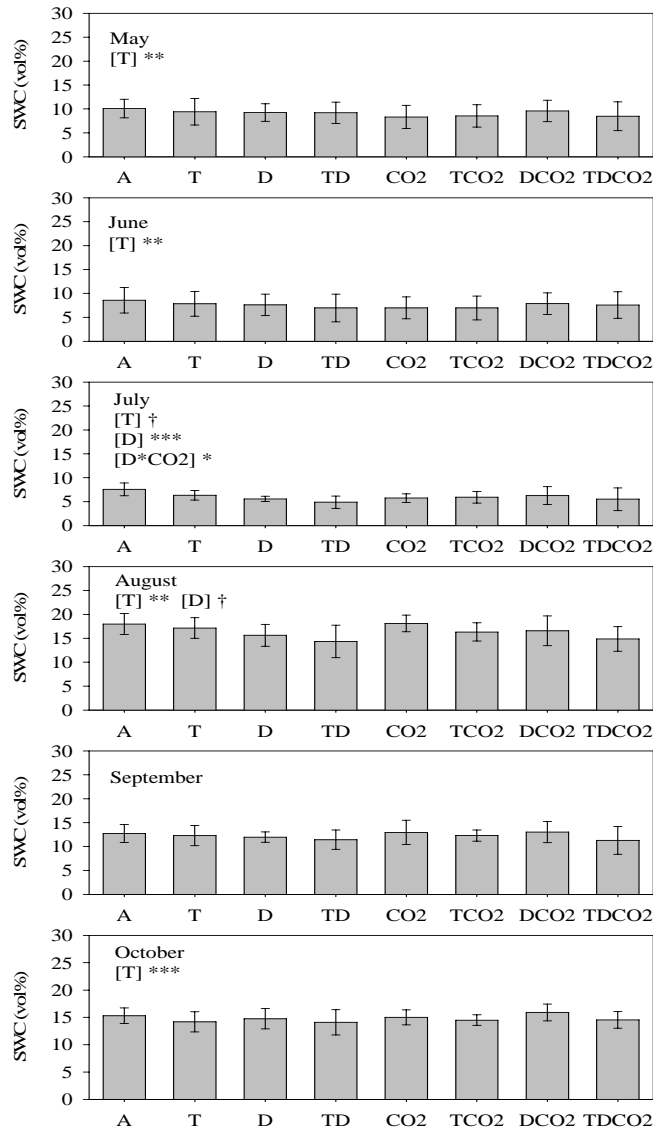 30
May
25
[T] **
20
15
10
5
0
SWC (vol%)
A T D TD CO2 TCO2 DCO2 TDCO2
30
June
25
[T] **
20
15
10
5
0
SWC (vol%)
A T D TD CO2 TCO2 DCO2 TDCO2
30
July
25
[T] †
20
[D] ***
15
[D*CO2] *
10
5
0
SWC (vol%)
A T D TD CO2 TCO2 DCO2 TDCO2
30
August
25
[T] ** [D] †
20
15
10
5
0
SWC (vol%)
A T D TD CO2 TCO2 DCO2 TDCO2
30
September
25
20
15
10
5
0
SWC (vol%)
A T D TD CO2 TCO2 DCO2 TDCO2
30
October
25
[T] ***
20
15
10
5
0
SWC (vol%)
A T D TD CO2 TCO2 DCO2 TDCO2